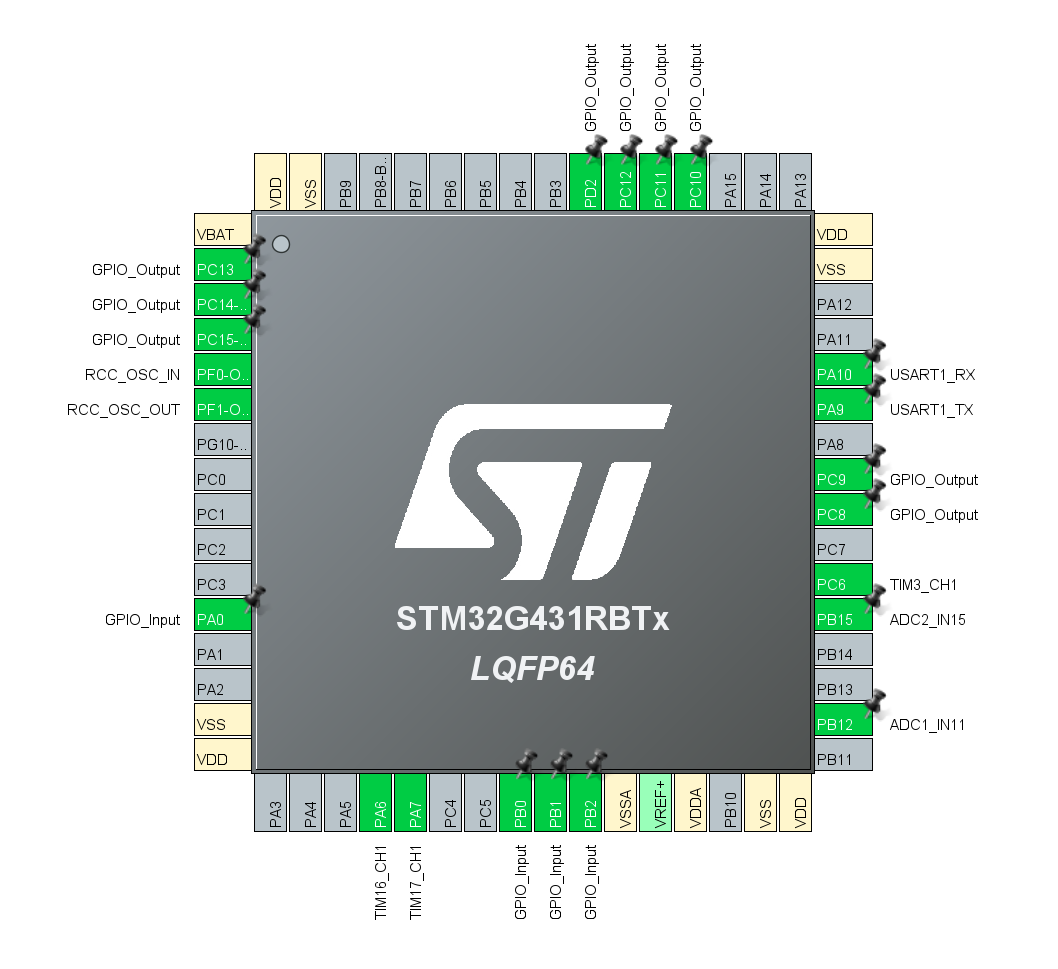 GPIO_Output
GPIO_Output
GPIO_Output
GPIO_Output
VDD
VSS
PB9
PB8-B..
PB7
PB6
PB5
PB4
PB3
PD2
PC12
PC11
PC10
PA15
PA14
PA13
VBAT
GPIO_Output PC13
GPIO_Output PC14-..
GPIO_Output PC15-..
RCC_OSC_IN PF0-O..
RCC_OSC_OUT PF1-O..
PG10-..
PC0
PC1
PC2
PC3
GPIO_Input PA0
PA1
PA2
VSS
VDD
VDD
VSS
PA12
PA11
PA10 USART1_RX
PA9 USART1_TX
PA8
PC9 GPIO_Output
PC8 GPIO_Output
PC7
PC6 TIM3_CH1
PB15 ADC2_IN15
PB14
PB13
PB12 ADC1_IN11
PB11
ST
STM32G431RBTx
LQFP64
PA3
PA4
PA5
PA6
PA7
PC4
PC5
PB0
PB1
PB2
VSSA
VREF+
VDDA
PB10
VSS
VDD
TIM16_CH1
TIM17_CH1
GPIO_Input
GPIO_Input
GPIO_Input